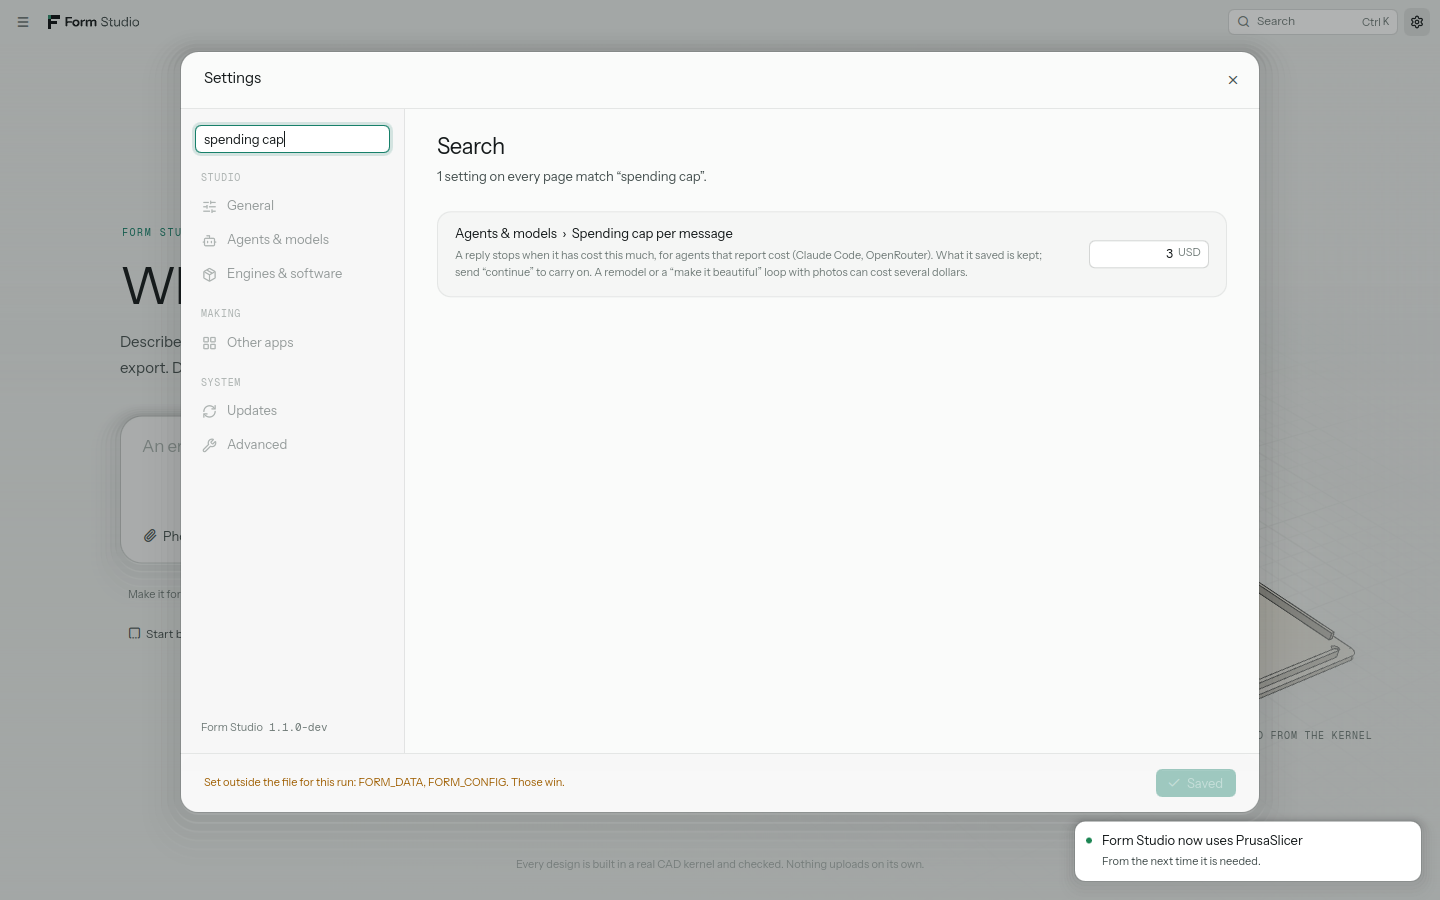 Form Studio
Search
Ctrl K
Settings
spending cap
STUDIO
General
Agents & models
Engines & software
MAKING
Other apps
SYSTEM
Updates
Advanced
Form Studio 1.1.0-dev
Search
1 setting on every page match “spending cap”.
Agents & models › Spending cap per message
A reply stops when it has cost this much, for agents that report cost (Claude Code, OpenRouter). What it saved is kept;
send “continue” to carry on. A remodel or a “make it beautiful” loop with photos can cost several dollars.
3 USD
Set outside the file for this run: FORM_DATA, FORM_CONFIG. Those win.
Saved
FORM STU
Describe
export. D
An
Make it for
Start b
FROM THE KERNEL
Every design is built in a real CAD kernel and checked. Nothing uploads on its own.
Form Studio now uses PrusaSlicer
From the next time it is needed.